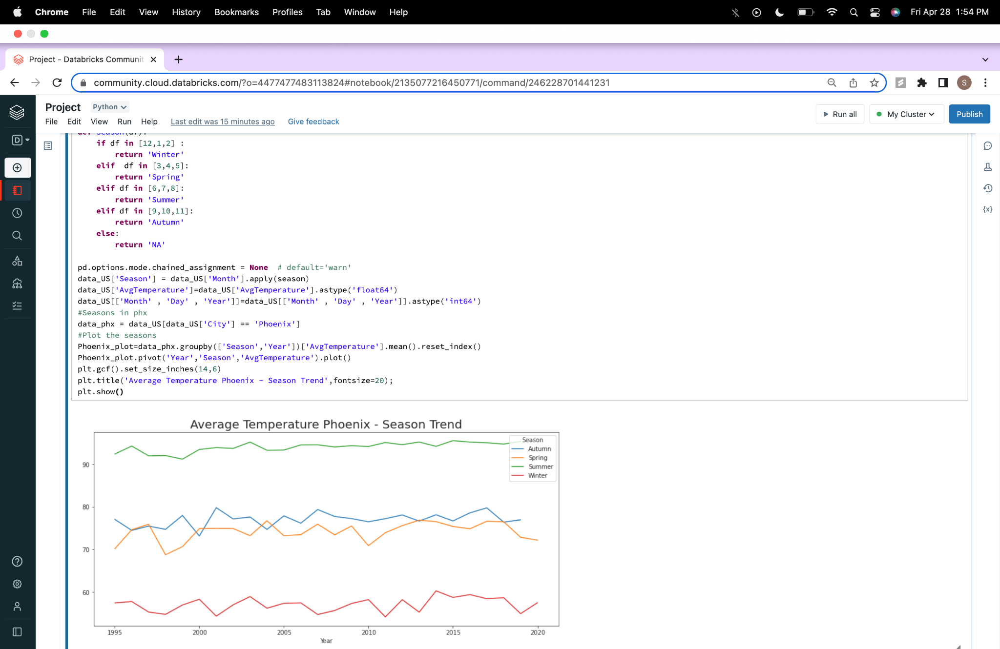 Chrome File Edit View History Bookmarks Profiles Tab Window Help Fri Apr 28 1:54 PM
Project - Databricks Communit
community.cloud.databricks.com/?o=4477477483113824#notebook/2135077216450771/command/246228701441231
S
Project Python
File Edit View Run Help Last edit was 15 minutes ago Give feedback
Run all My Cluster Publish
D
{x}
def season(df):
if df in [12,1,2] :
return 'Winter'
elif  df in [3,4,5]:
return 'Spring'
elif df in [6,7,8]:
return 'Summer'
elif df in [9,10,11]:
return 'Autumn'
else:
return 'NA'
pd.options.mode.chained_assignment = None  # default='warn'
data_US['Season'] = data_US['Month'].apply(season)
data_US['AvgTemperature']=data_US['AvgTemperature'].astype('float64')
data_US[['Month' , 'Day' , 'Year']]=data_US[['Month' , 'Day' , 'Year']].astype('int64')
#Seasons in phx
data_phx = data_US[data_US['City'] == 'Phoenix']
#Plot the seasons
Phoenix_plot=data_phx.groupby(['Season','Year'])['AvgTemperature'].mean().reset_index()
Phoenix_plot.pivot('Year','Season','AvgTemperature').plot()
plt.gcf().set_size_inches(14,6)
plt.title('Average Temperature Phoenix - Season Trend',fontsize=20);
plt.show()
Average Temperature Phoenix - Season Trend
Season
Autumn
Spring
Summer
Winter
90
80
70
60
1995 2000 2005 2010 2015 2020
Year